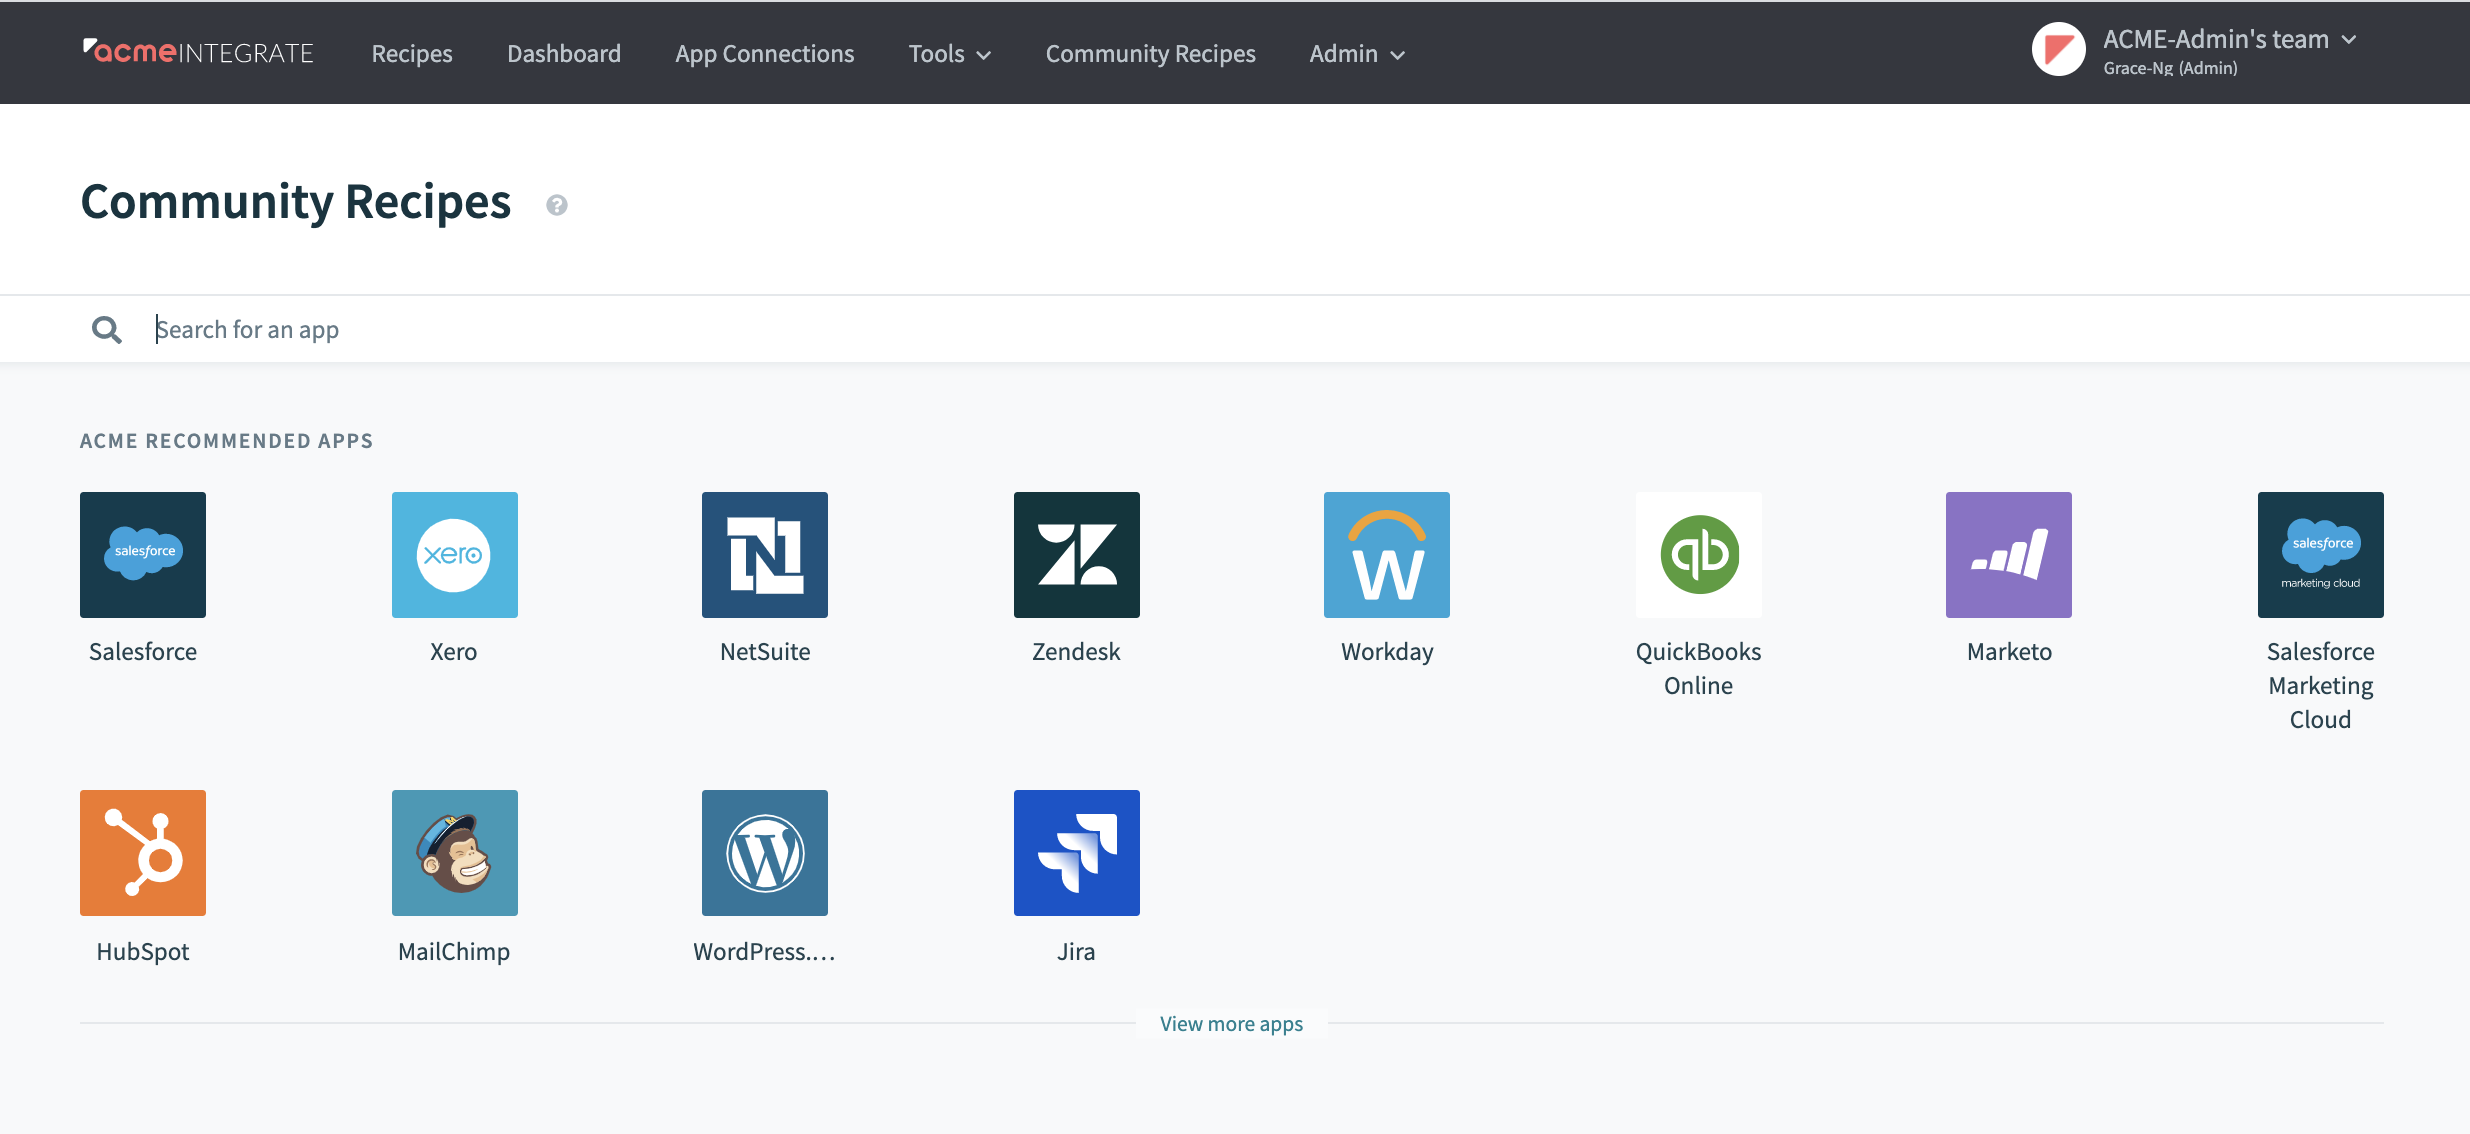 acmeINTEGRATE Recipes Dashboard App Connections Tools Community Recipes Admin ACME-Admin's team
Grace-Ng (Admin)
Community Recipes ?
Search for an app
ACME RECOMMENDED APPS
salesforce xero N Z W qb salesforce
marketing cloud
Salesforce Xero NetSuite Zendesk Workday QuickBooks Online Marketo Salesforce Marketing Cloud
W
HubSpot MailChimp WordPress.... Jira
View more apps